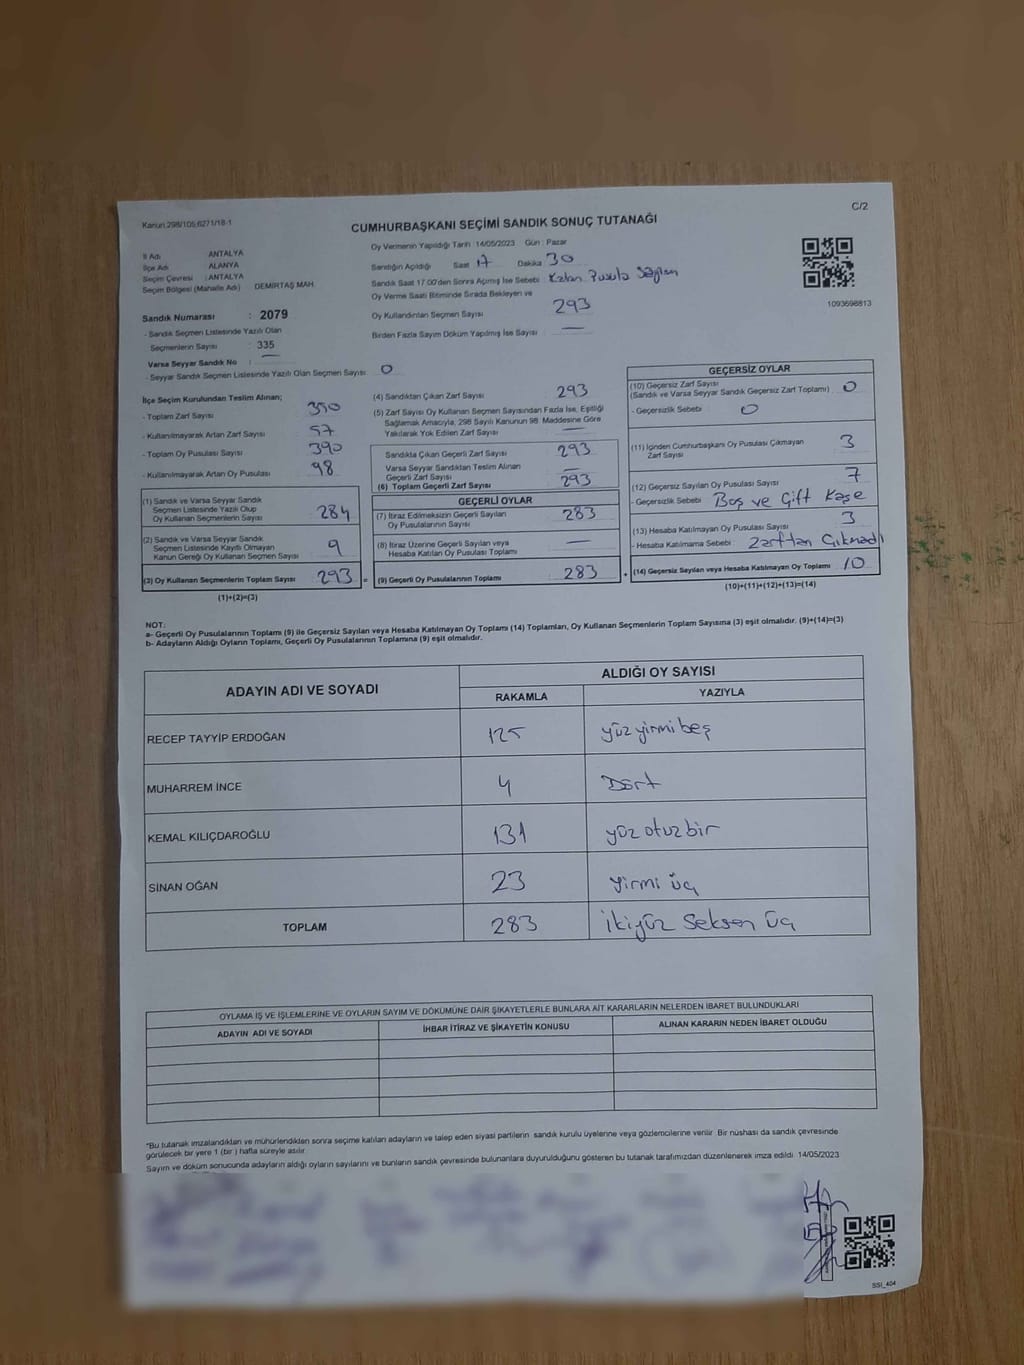 C/2
Kanun:298/105,6271/18-1
CUMHURBAŞKANI SEÇİMİ SANDIK SONUÇ TUTANAĞI
İl Adı ANTALYA
İlçe Adı ALANYA
Seçim Çevresi : ANTALYA
Seçim Bölgesi (Mahalle Adı) DEMİRTAŞ MAH.
Sandık Numarası : 2079
- Sandık Seçmen Listesinde Yazılı Olan
Seçmenlerin Sayısı : 335
Varsa Seyyar Sandık No : —
- Seyyar Sandık Seçmen Listesinde Yazılı Olan Seçmen Sayısı 0
Oy Vermenin Yapıldığı Tarih : 14/05/2023 Gün : Pazar
Sandığın Açıldığı Saat 17 Dakika 30
Sandık Saat 17:00'den Sonra Açılmış İse Sebebi : Kalan Pusula Sayılan
Oy Verme Saati Bitiminde Sırada Bekleyen ve
Oy Kullandırılan Seçmen Sayısı 293
Birden Fazla Sayım Döküm Yapılmış İse Sayısı —
1093698813
İlçe Seçim Kurulundan Teslim Alınan;
- Toplam Zarf Sayısı 350
- Kullanılmayarak Artan Zarf Sayısı 57
- Toplam Oy Pusulası Sayısı 390
- Kullanılmayarak Artan Oy Pusulası 98
(1) Sandık ve Varsa Seyyar Sandık
Seçmen Listesinde Yazılı Olup
Oy Kullanan Seçmenlerin Sayısı 284
(2) Sandık ve Varsa Seyyar Sandık
Seçmen Listesinde Kayıtlı Olmayan
Kanun Gereği Oy Kullanan Seçmen Sayısı 9
(3) Oy Kullanan Seçmenlerin Toplam Sayısı 293 =
(1)+(2)=(3)
(4) Sandıktan Çıkan Zarf Sayısı 293
(5) Zarf Sayısı Oy Kullanan Seçmen Sayısından Fazla İse, Eşitliği
Sağlamak Amacıyla, 298 Sayılı Kanunun 98. Maddesine Göre
Yakılarak Yok Edilen Zarf Sayısı —
Sandıkta Çıkan Geçerli Zarf Sayısı 293
Varsa Seyyar Sandıktan Teslim Alınan
Geçerli Zarf Sayısı —
(6) Toplam Geçerli Zarf Sayısı 293
GEÇERLİ OYLAR
(7) İtiraz Edilmeksizin Geçerli Sayılan
Oy Pusulalarının Sayısı 283
(8) İtiraz Üzerine Geçerli Sayılan veya
Hesaba Katılan Oy Pusulası Toplamı —
(9) Geçerli Oy Pusulalarının Toplamı 283 +
GEÇERSİZ OYLAR
(10) Geçersiz Zarf Sayısı
(Sandık ve Varsa Seyyar Sandık Geçersiz Zarf Toplamı) 0
- Geçersizlik Sebebi 0
(11) İçinden Cumhurbaşkanı Oy Pusulası Çıkmayan
Zarf Sayısı 3
(12) Geçersiz Sayılan Oy Pusulası Sayısı 7
- Geçersizlik Sebebi : Boş ve Çift Kaşe
(13) Hesaba Katılmayan Oy Pusulası Sayısı 3
- Hesaba Katılmama Sebebi : Zarftan Çıkmadı
(14) Geçersiz Sayılan veya Hesaba Katılmayan Oy Toplamı 10
(10)+(11)+(12)+(13)=(14)
NOT:
a- Geçerli Oy Pusulalarının Toplamı (9) ile Geçersiz Sayılan veya Hesaba Katılmayan Oy Toplamı (14) Toplamları, Oy Kullanan Seçmenlerin Toplam Sayısına (3) eşit olmalıdır. (9)+(14)=(3)
b- Adayların Aldığı Oyların Toplamı, Geçerli Oy Pusulalarının Toplamına (9) eşit olmalıdır.
ADAYIN ADI VE SOYADI ALDIĞI OY SAYISI
RAKAMLA YAZIYLA
RECEP TAYYİP ERDOĞAN 125 yüz yirmi beş
MUHARREM İNCE 4 Dört
KEMAL KILIÇDAROĞLU 131 yüz otuz bir
SİNAN OĞAN 23 yirmi üç
TOPLAM 283 İkiyüz Seksen Üç
OYLAMA İŞ VE İŞLEMLERİNE VE OYLARIN SAYIM VE DÖKÜMÜNE DAİR ŞİKAYETLERLE BUNLARA AİT KARARLARIN NELERDEN İBARET BULUNDUKLARI
ADAYIN ADI VE SOYADI İHBAR İTİRAZ VE ŞİKAYETİN KONUSU ALINAN KARARIN NEDEN İBARET OLDUĞU
*Bu tutanak imzalandıktan ve mühürlendikten sonra seçime katılan adayların ve talep eden siyasi partilerin sandık kurulu üyelerine veya gözlemcilerine verilir. Bir nüshası da sandık çevresinde
görülecek bir yere 1 (bir) hafta süreyle asılır.
Sayım ve döküm sonucunda adayların aldığı oyların sayılarını ve bunların sandık çevresinde bulunanlara duyurulduğunu gösteren bu tutanak tarafımızdan düzenlenerek imza edildi. 14/05/2023
SSI_404